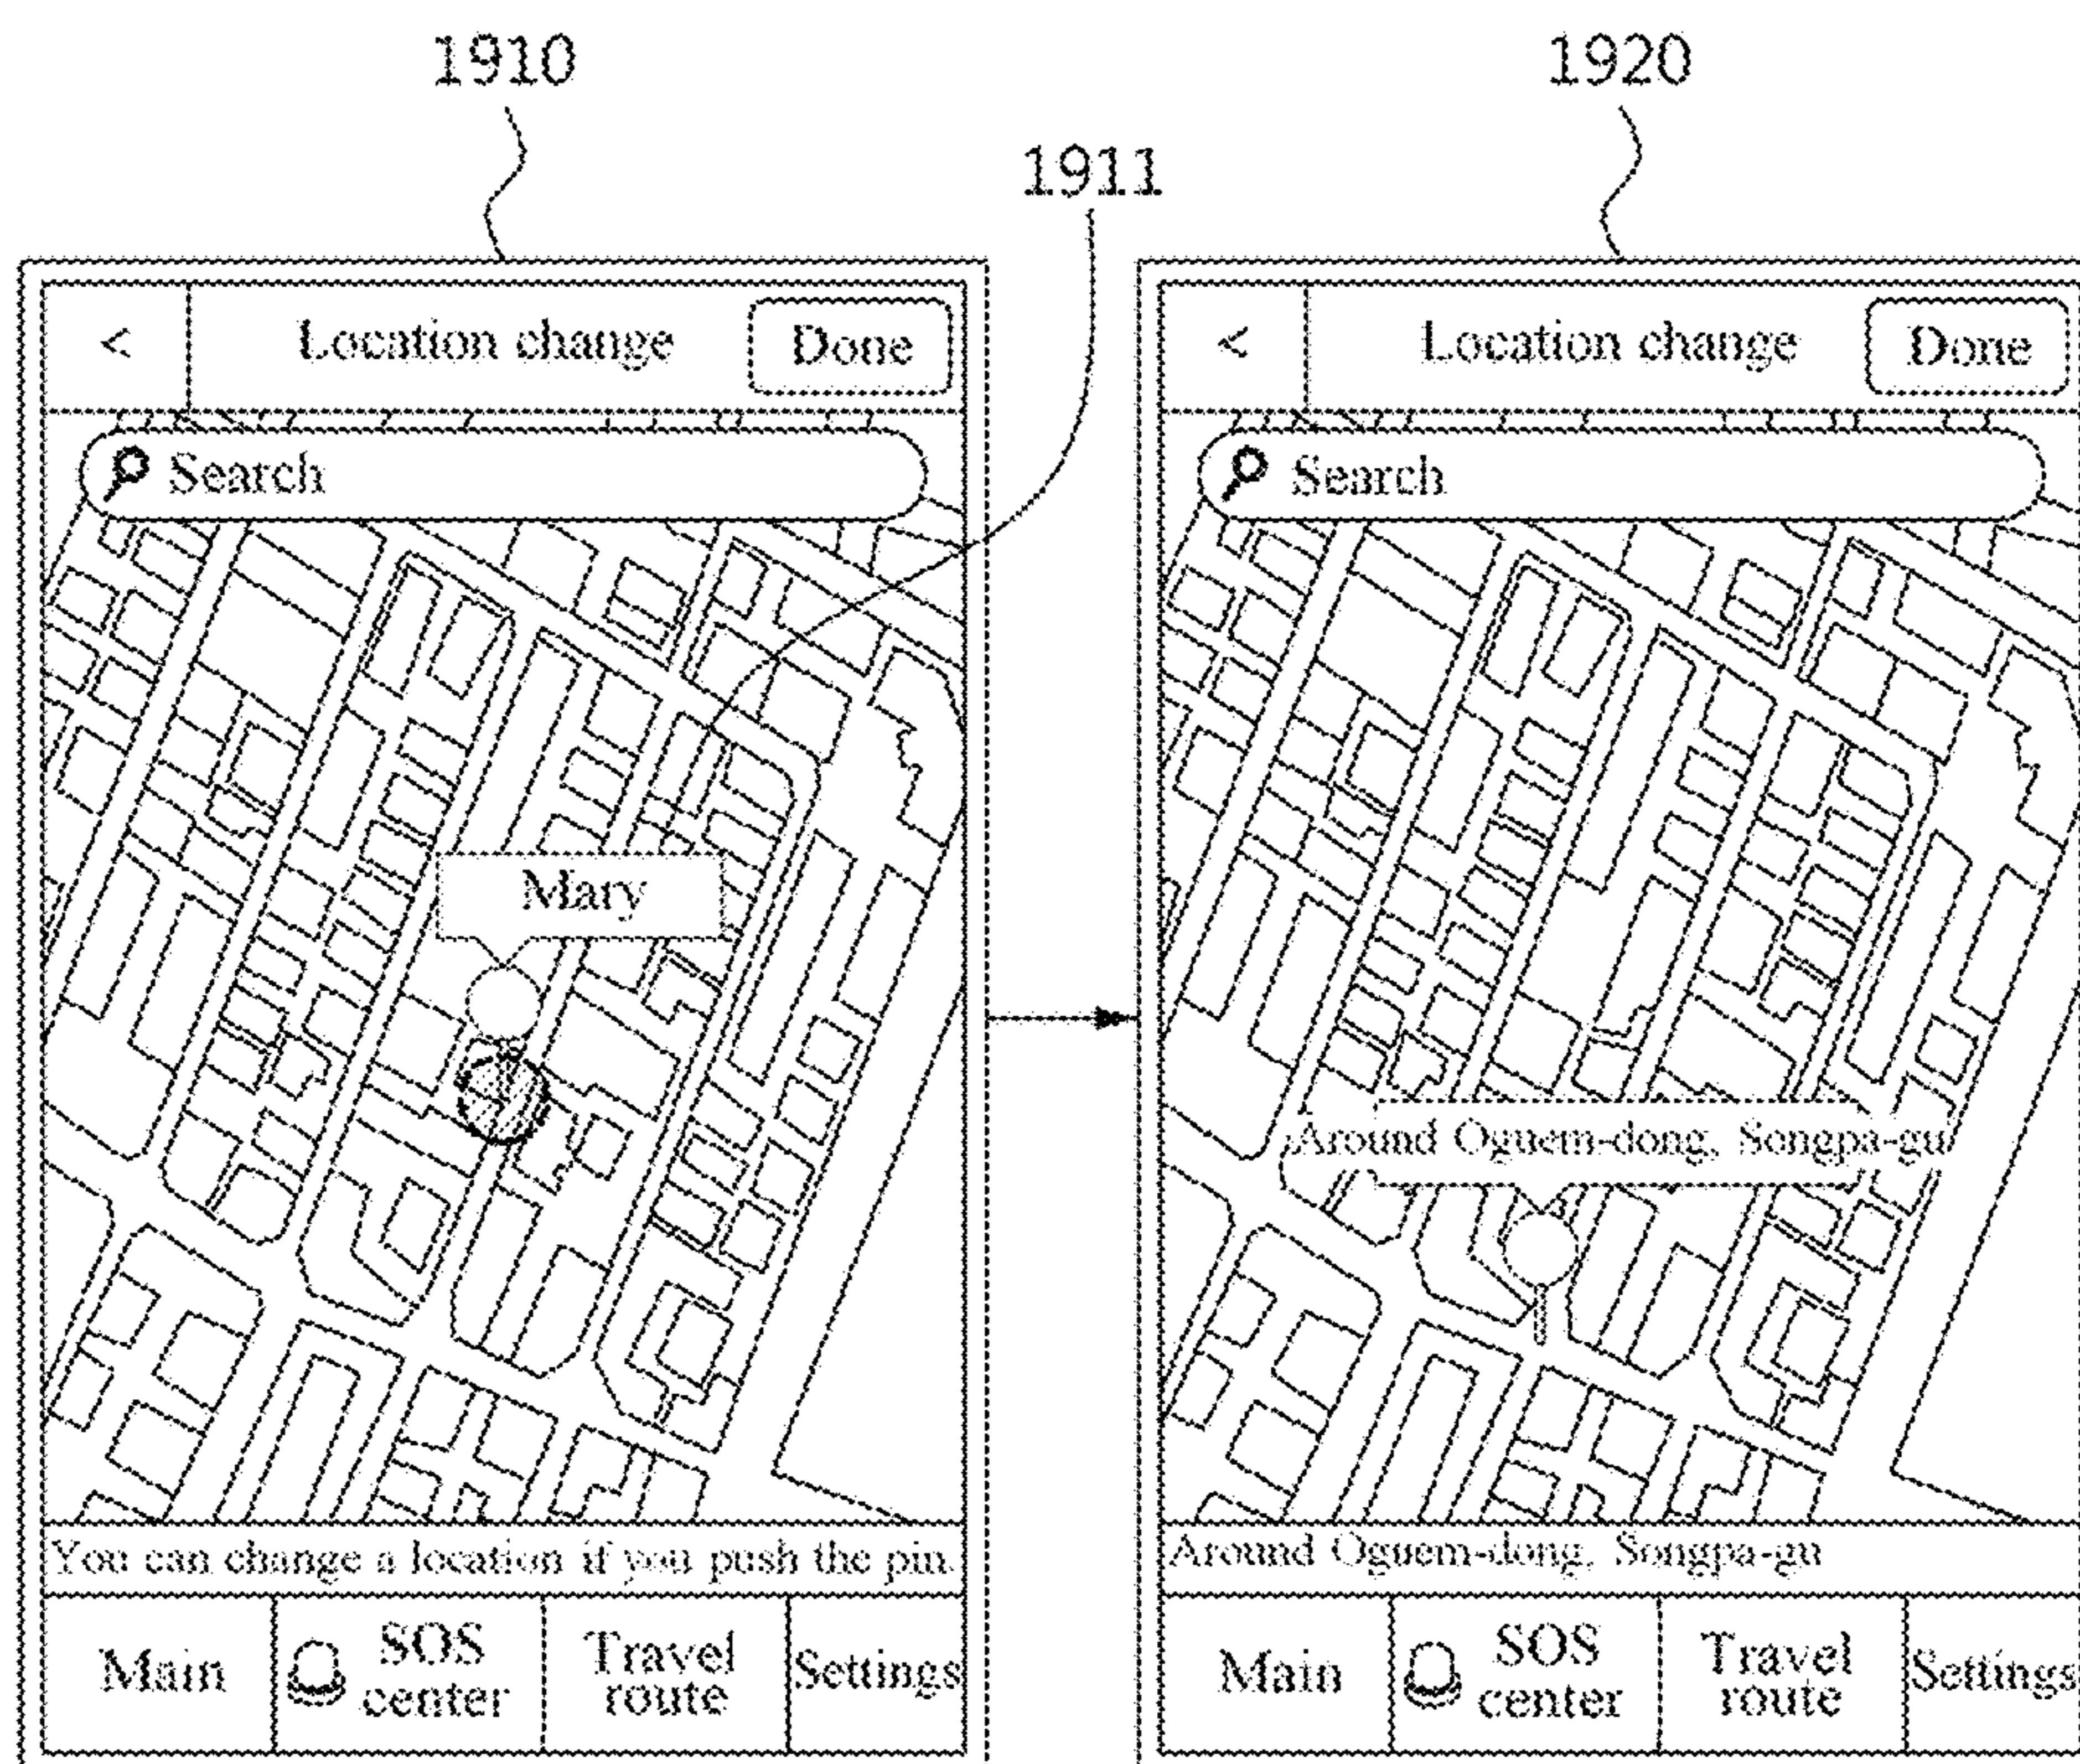 1910
1920
1911
< Location change Done
Search
Mary
You can change a location if you push the pin.
Main
SOS
center
Travel
route
Settings
< Location change Done
Search
Around Oguem-dong, Songpa-gu
Around Oguem-dong, Songpa-gu
Main
SOS
center
Travel
route
Settings